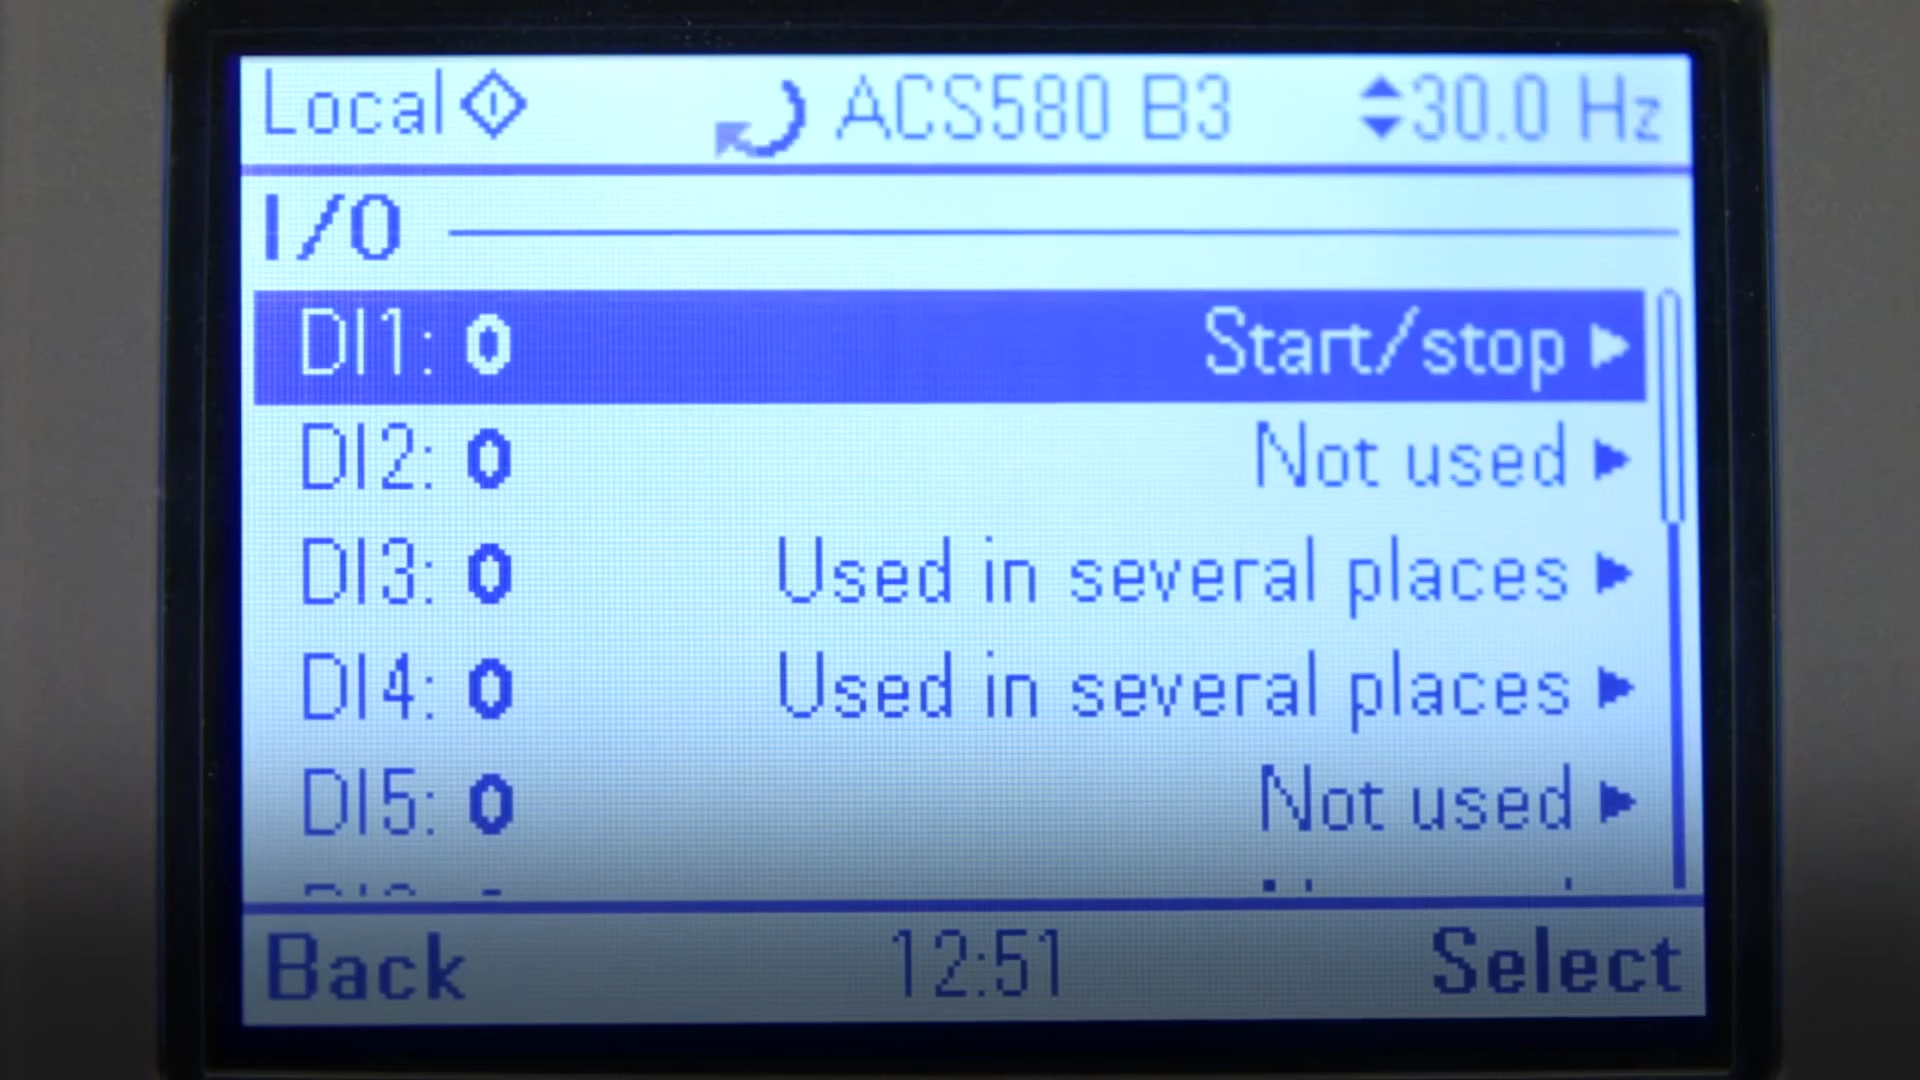 Local ACS580 B3 30.0 Hz
I/O
DI1: 0 Start/stop
DI2: 0 Not used
DI3: 0 Used in several places
DI4: 0 Used in several places
DI5: 0 Not used
Back 12:51 Select